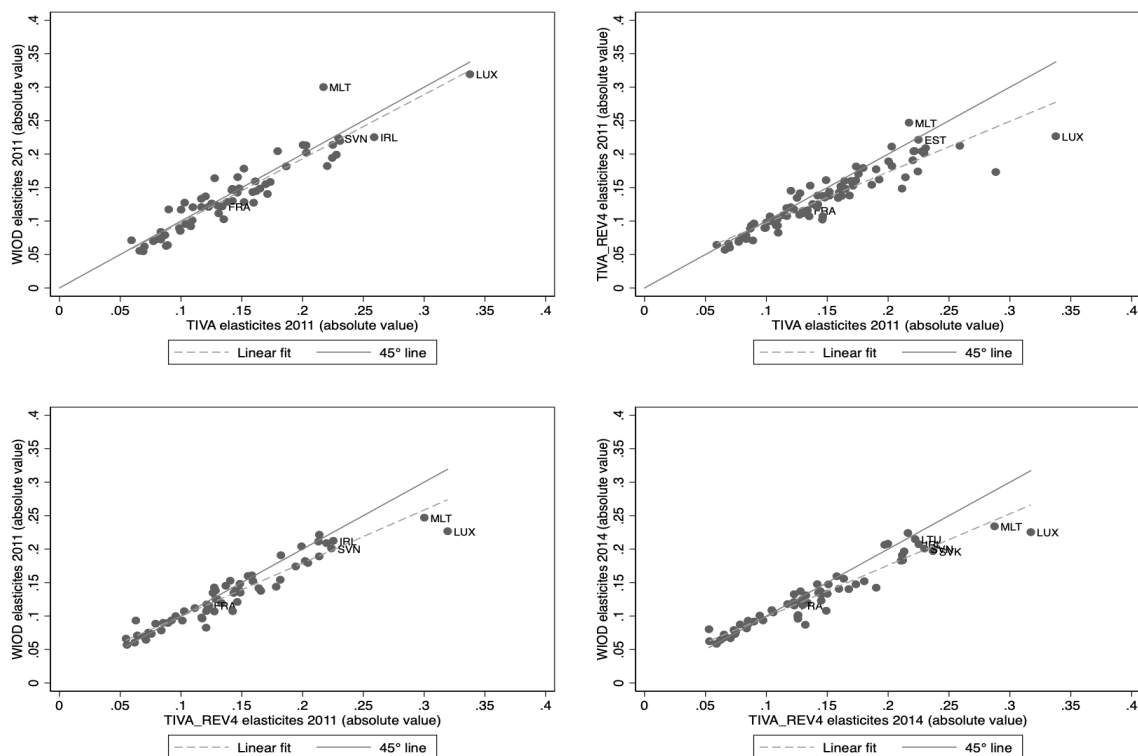 WIOD elasticites 2011 (absolute value)
.4
.35
.3
.25
.2
.15
.1
.05
0
LUX
MLT
SVN
IRL
FRA
0 .05 .1 .15 .2 .25 .3 .35 .4
TIVA elasticites 2011 (absolute value)
Linear fit 45° line
TIVA_REV4 elasticites 2011 (absolute value)
.4
.35
.3
.25
.2
.15
.1
.05
0
MLT
EST
LUX
FRA
0 .05 .1 .15 .2 .25 .3 .35 .4
TIVA elasticites 2011 (absolute value)
Linear fit 45° line
WIOD elasticites 2011 (absolute value)
.4
.35
.3
.25
.2
.15
.1
.05
0
MLT
LUX
IRL
SVN
FRA
0 .05 .1 .15 .2 .25 .3 .35 .4
TIVA_REV4 elasticites 2011 (absolute value)
Linear fit 45° line
WIOD elasticites 2014 (absolute value)
.4
.35
.3
.25
.2
.15
.1
.05
0
MLT
LUX
LTU
SVN
SVK
RA
0 .05 .1 .15 .2 .25 .3 .35 .4
TIVA_REV4 elasticites 2014 (absolute value)
Linear fit 45° line